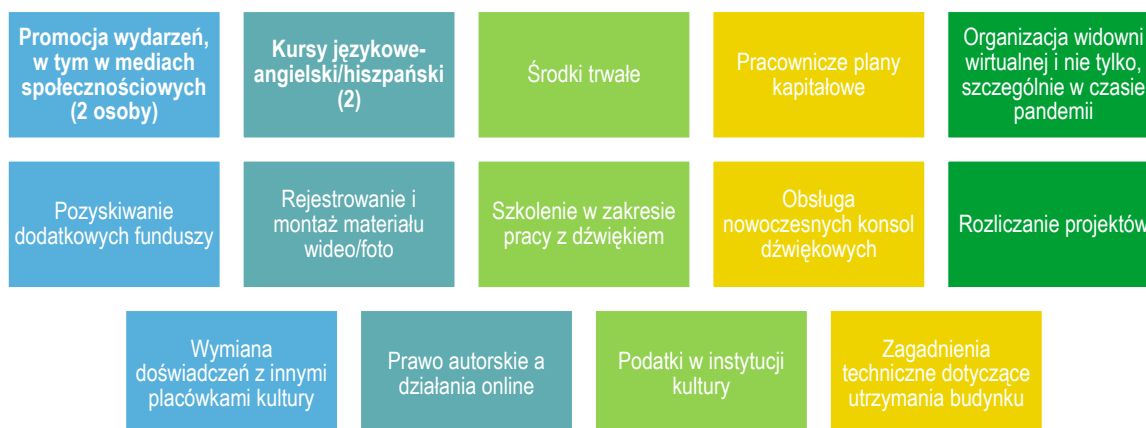 Promocja wydarzeń,
w tym w mediach
społecznościowych
(2 osoby)
Kursy językowe-
angielski/hiszpański
(2)
Środki trwałe
Pracownicze plany
kapitałowe
Organizacja widowni
wirtualnej i nie tylko,
szczególnie w czasie
pandemii
Pozyskiwanie
dodatkowych funduszy
Rejestrowanie i
montaż materiału
wideo/foto
Szkolenie w zakresie
pracy z dźwiękiem
Obsługa
nowoczesnych konsol
dźwiękowych
Rozliczanie projektów
Wymiana
doświadczeń z innymi
placówkami kultury
Prawo autorskie a
działania online
Podatki w instytucji
kultury
Zagadnienia
techniczne dotyczące
utrzymania budynku